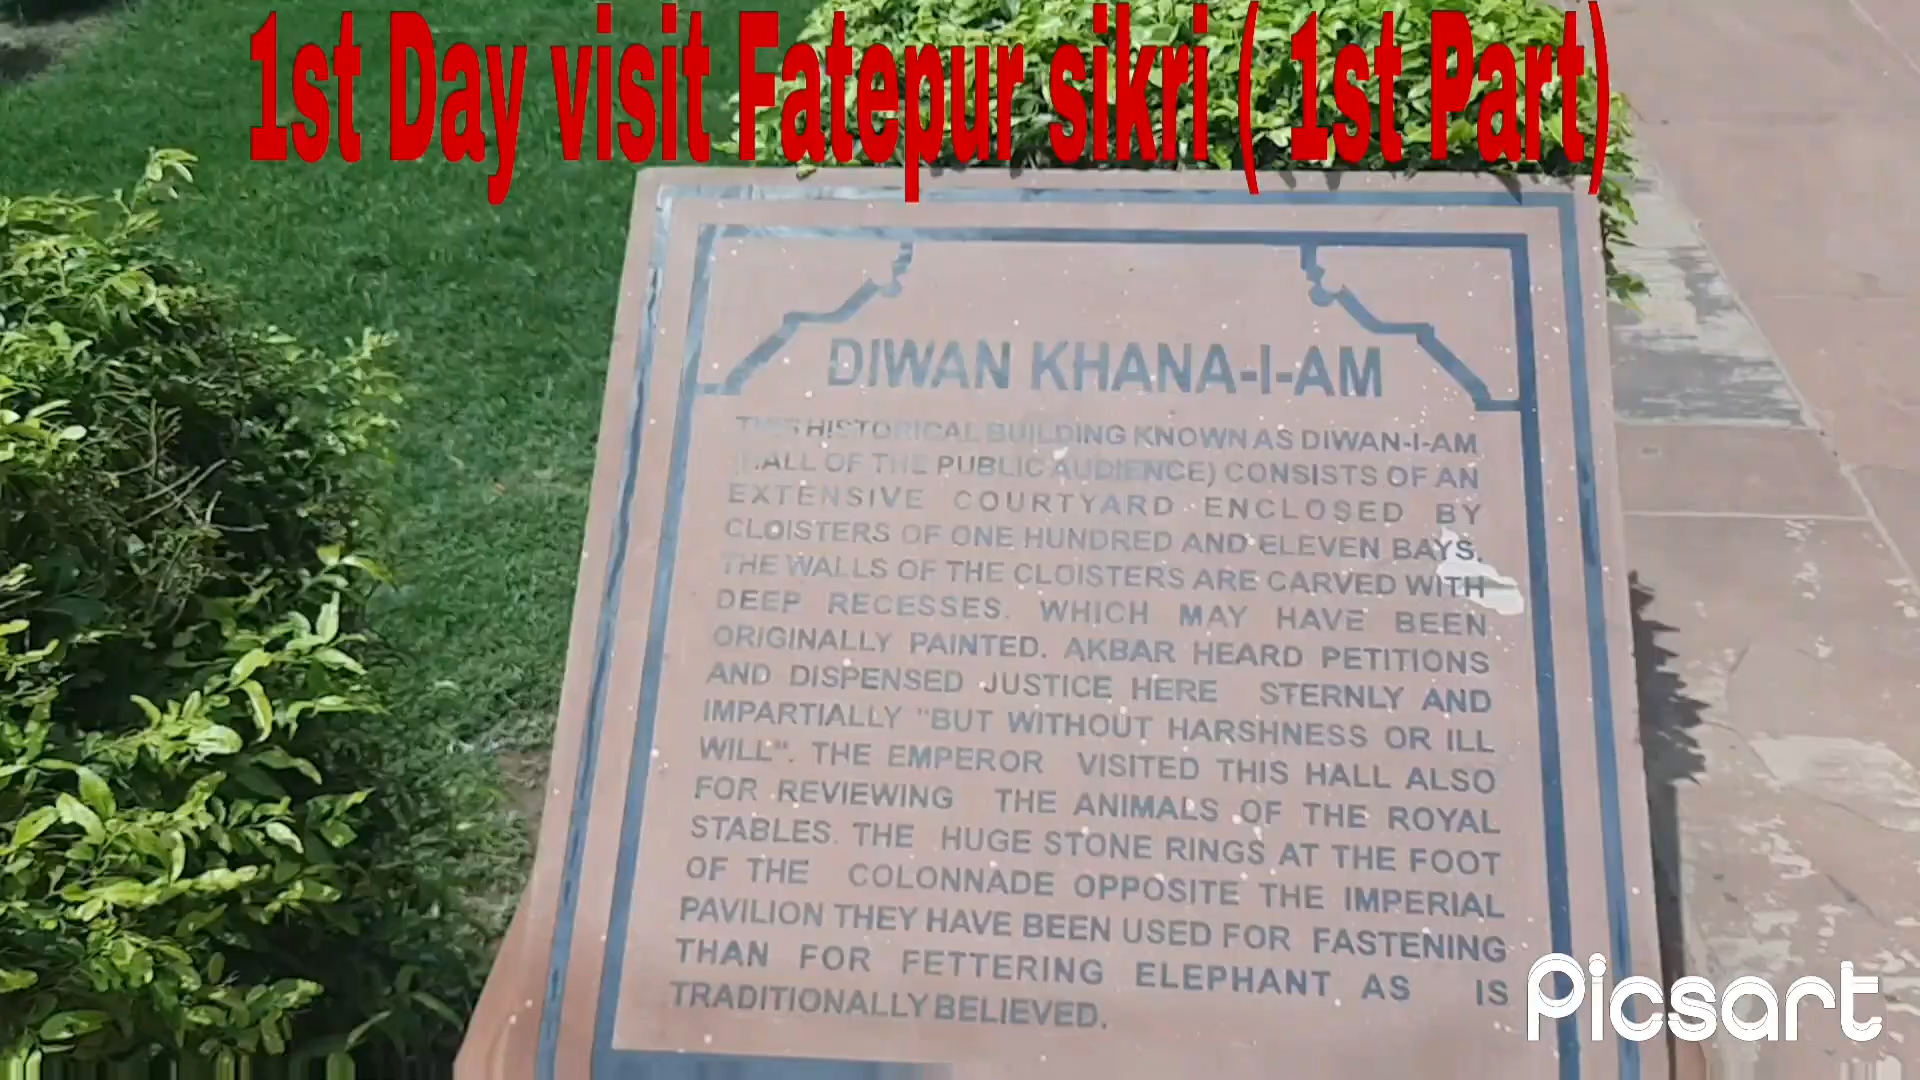 1st Day visit Fatepur sikri ( 1st Part)
DIWAN KHANA-I-AM
THIS HISTORICAL BUILDING KNOWN AS DIWAN-I-AM
(HALL OF THE PUBLIC AUDIENCE) CONSISTS OF AN
EXTENSIVE COURTYARD ENCLOSED BY
CLOISTERS OF ONE HUNDRED AND ELEVEN BAYS.
THE WALLS OF THE CLOISTERS ARE CARVED WITH
DEEP RECESSES. WHICH MAY HAVE BEEN
ORIGINALLY PAINTED. AKBAR HEARD PETITIONS
AND DISPENSED JUSTICE HERE STERNLY AND
IMPARTIALLY "BUT WITHOUT HARSHNESS OR ILL
WILL". THE EMPEROR VISITED THIS HALL ALSO
FOR REVIEWING THE ANIMALS OF THE ROYAL
STABLES. THE HUGE STONE RINGS AT THE FOOT
OF THE COLONNADE OPPOSITE THE IMPERIAL
PAVILION THEY HAVE BEEN USED FOR FASTENING
THAN FOR FETTERING ELEPHANT AS IS
TRADITIONALLY BELIEVED.
Picsart